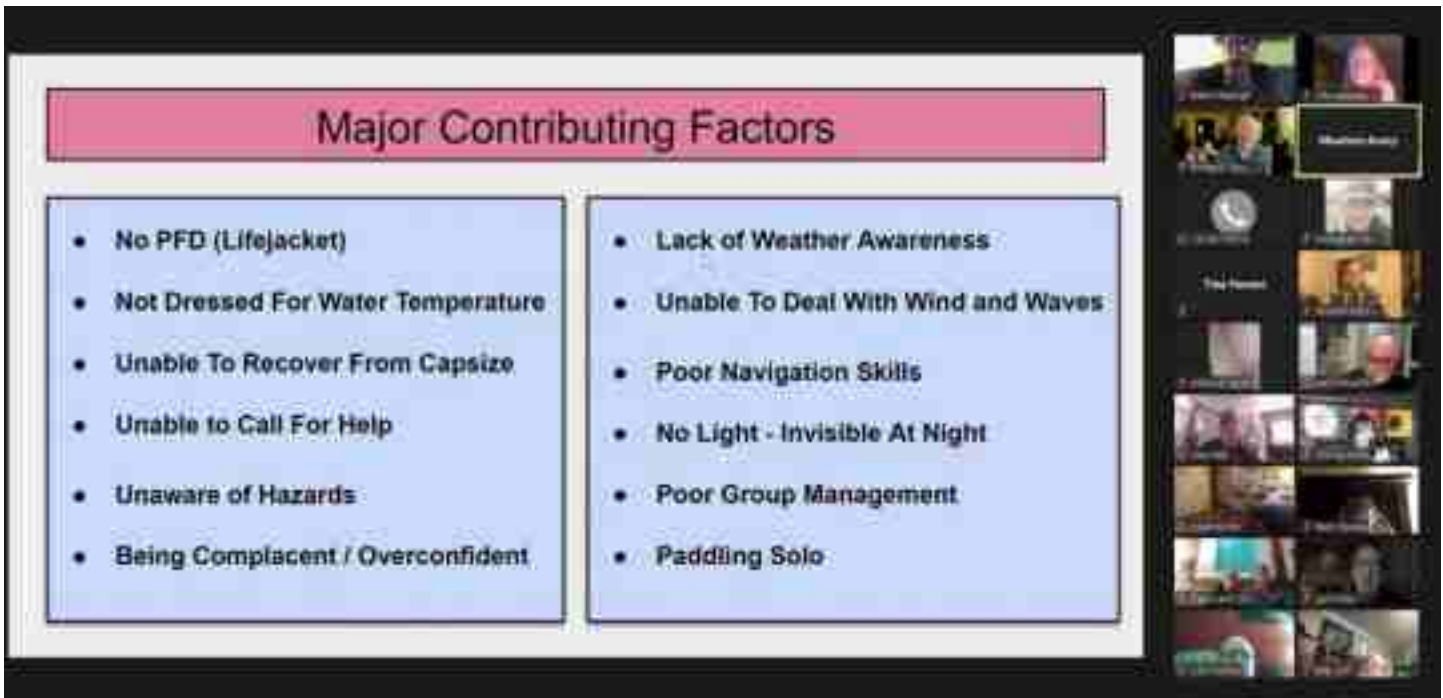 Major Contributing Factors
● No PFD (Lifejacket)
● Not Dressed For Water Temperature
● Unable To Recover From Capsize
● Unable to Call For Help
● Unaware of Hazards
● Being Complacent / Overconfident
● Lack of Weather Awareness
● Unable To Deal With Wind and Waves
● Poor Navigation Skills
● No Light - Invisible At Night
● Poor Group Management
● Paddling Solo